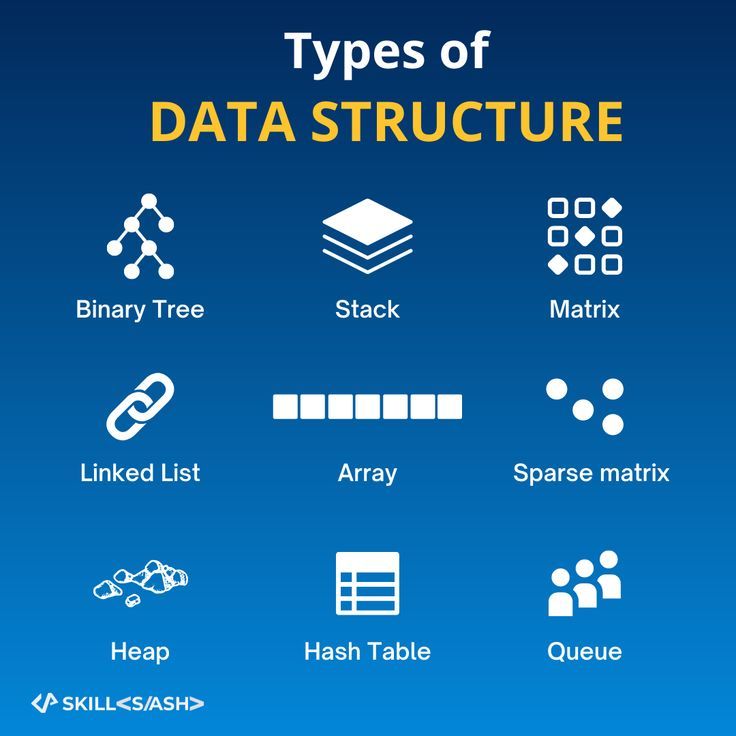 Types of
DATA STRUCTURE
Binary Tree
Stack
Matrix
Linked List
Array
Sparse matrix
Heap
Hash Table
Queue
</> SKILL<S/ASH>